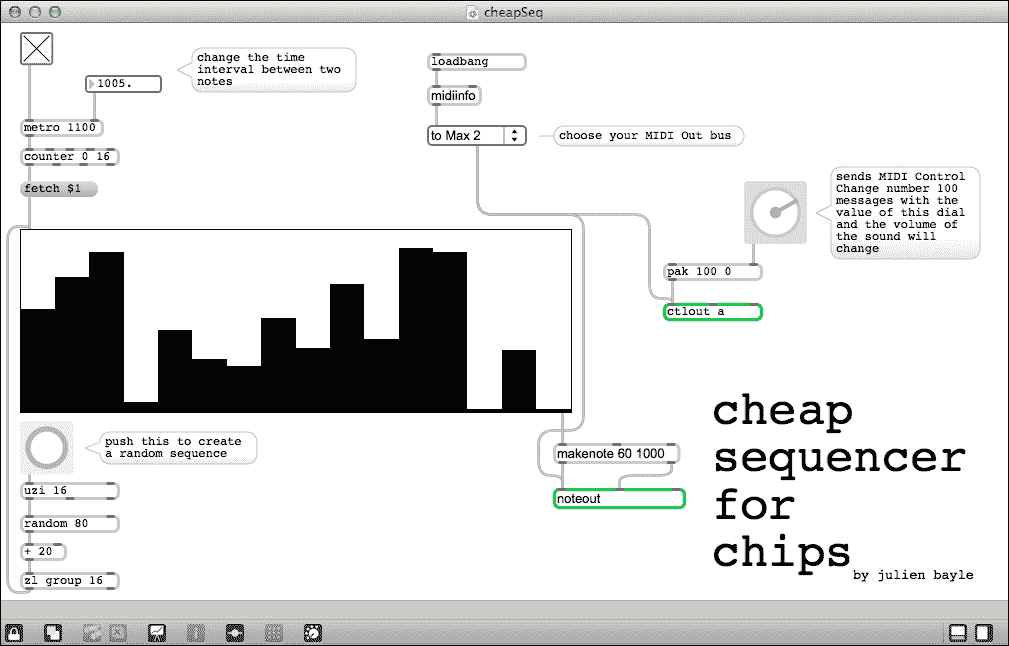 cheapSeq
change the time
interval between two
notes
1005.
metro 1100
counter 0 16
fetch $1
loadbang
midiinfo
to Max 2
choose your MIDI Out bus
sends MIDI Control
Change number 100
messages with the
value of this dial
and the volume of
the sound will
change
pak 100 0
ctlout a
push this to create
a random sequence
uzi 16
random 80
+ 20
zl group 16
makenote 60 1000
noteout
cheap
sequencer
for
chips
by julien bayle